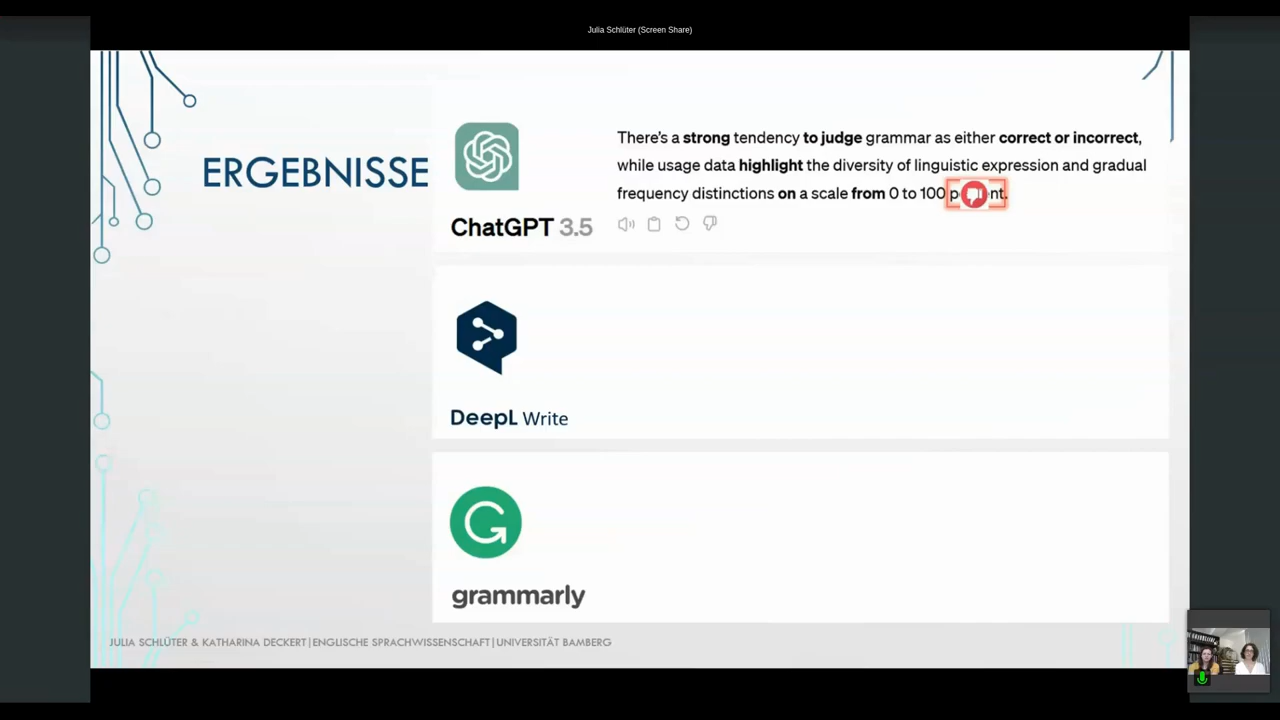 Julia Schlüter (Screen Share)
ERGEBNISSE
There's a strong tendency to judge grammar as either correct or incorrect,
while usage data highlight the diversity of linguistic expression and gradual
frequency distinctions on a scale from 0 to 100
ChatGPT 3.5
DeepL Write
grammarly
JULIA SCHLÜTER & KATHARINA DECKERT|ENGLISCHE SPRACHWISSENSCHAFT|UNIVERSITÄT BAMBERG